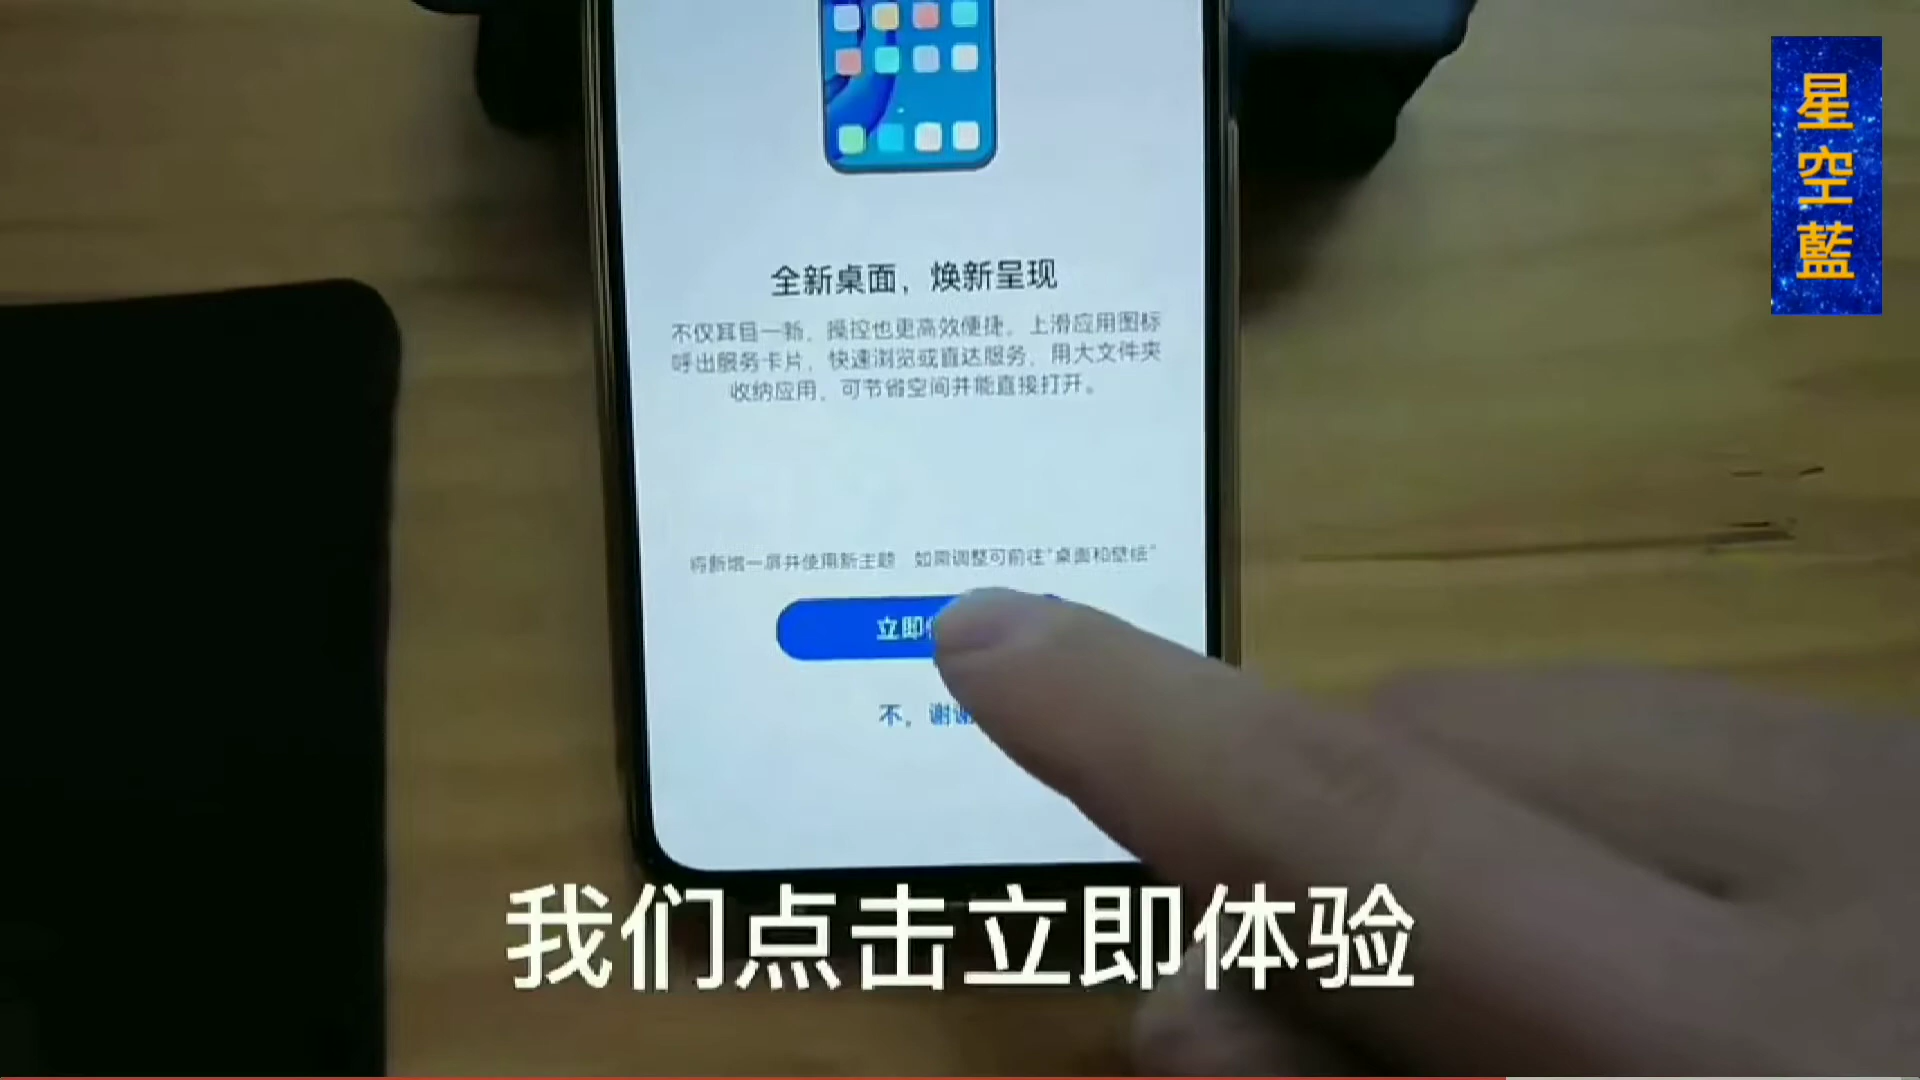 星空藍
全新桌面，焕新呈现
不仅耳目一新，操控也更高效便捷。上滑应用图标
呼出服务卡片，快速浏览或直达服务，用大文件夹
收纳应用，可节省空间并能直接打开。
将新增一屏并使用新主题，如需调整可前往“桌面和壁纸”
立即
不，谢谢
我们点击立即体验